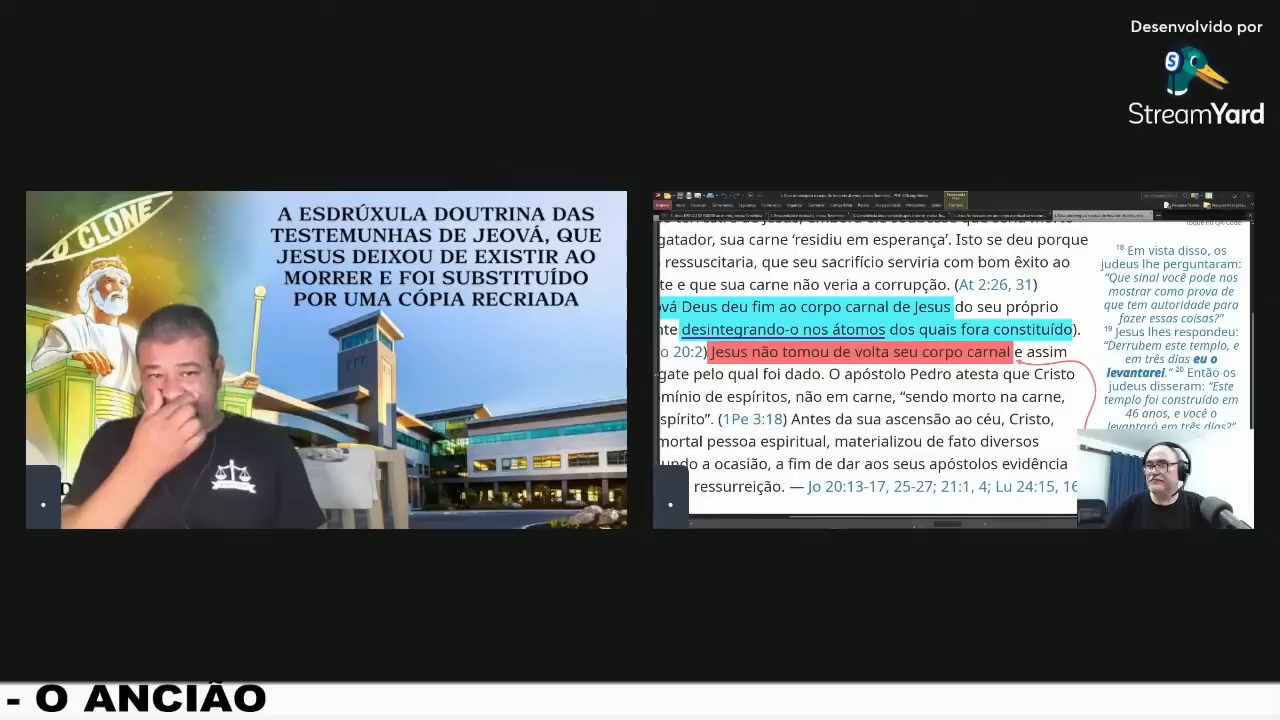 Desenvolvido por
StreamYard
O CLONE
A ESDRÚXULA DOUTRINA DAS
TESTEMUNHAS DE JEOVÁ, QUE
JESUS DEIXOU DE EXISTIR AO
MORRER E FOI SUBSTITUÍDO
POR UMA CÓPIA RECRIADA
gatador, sua carne ‘residiu em esperança’. Isto se deu porque
ressuscitaria, que seu sacrifício serviria com bom êxito ao
te e que sua carne não veria a corrupção. (At 2:26, 31)
ová Deus deu fim ao corpo carnal de Jesus do seu próprio
nte desintegrando-o nos átomos dos quais fora constituído).
o 20:2) Jesus não tomou de volta seu corpo carnal e assim
gate pelo qual foi dado. O apóstolo Pedro atesta que Cristo
omínio de espíritos, não em carne, “sendo morto na carne,
spírito”. (1Pe 3:18) Antes da sua ascensão ao céu, Cristo,
mortal pessoa espiritual, materializou de fato diversos
undo a ocasião, a fim de dar aos seus apóstolos evidência
ressurreição. — Jo 20:13-17, 25-27; 21:1, 4; Lu 24:15, 16
18 Em vista disso, os
judeus lhe perguntaram:
“Que sinal você pode nos
mostrar como prova de
que tem autoridade para
fazer essas coisas?”
19 Jesus lhes respondeu:
“Derrubem este templo, e
em três dias eu o
levantarei.” 20 Então os
judeus disseram: “Este
templo foi construído em
46 anos, e você o
levantará em três dias?”
- O ANCIÃO